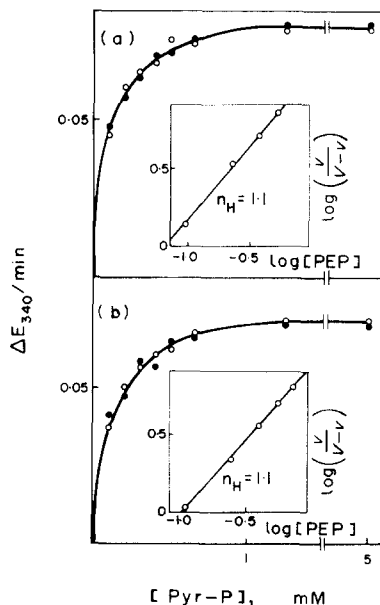 (a)
0·05
0·5
0
-1·0
-0·5
n_H = 1·1
log[PEP]
log(v/(V-v))
ΔE340/min
(b)
0·05
0·5
0
-1·0
-0·5
n_H = 1·1
log[PEP]
log(v/(V-v))
1
5
[Pyr-P], mM